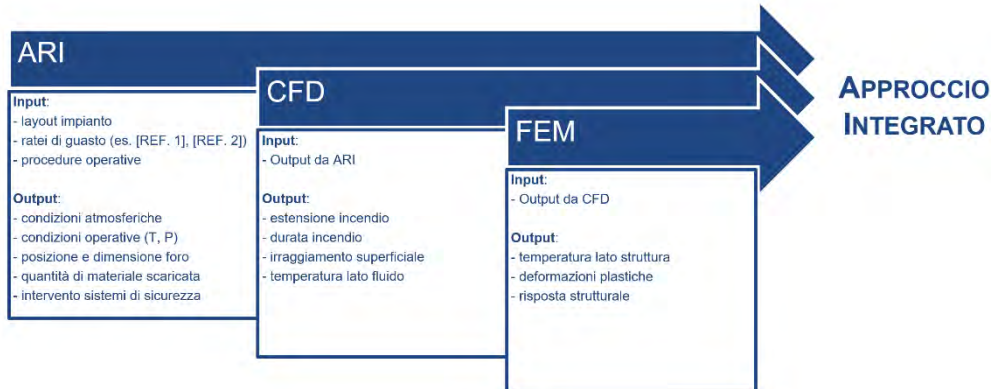 ARI
Input:
- layout impianto
- ratei di guasto (es. [REF. 1], [REF. 2])
- procedure operative
Output:
- condizioni atmosferiche
- condizioni operative (T, P)
- posizione e dimensione foro
- quantità di materiale scaricata
- intervento sistemi di sicurezza
CFD
Input:
- Output da ARI
Output:
- estensione incendio
- durata incendio
- irraggiamento superficiale
- temperatura lato fluido
FEM
Input:
- Output da CFD
Output:
- temperatura lato struttura
- deformazioni plastiche
- risposta strutturale
APPROCCIO
INTEGRATO